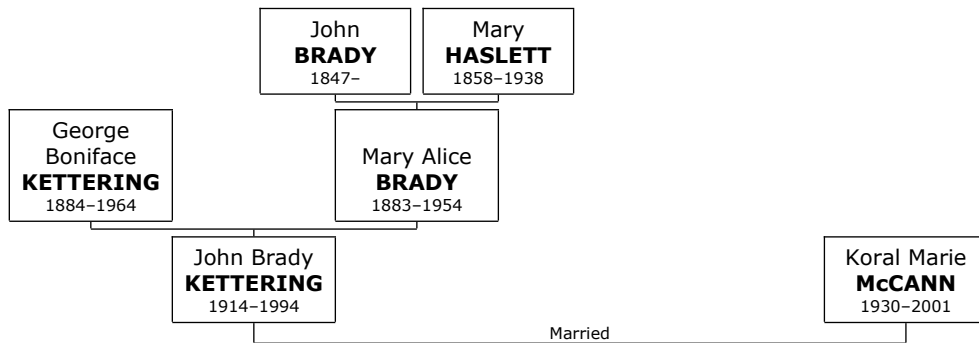 John
BRADY
1847–
Mary
HASLETT
1858–1938
George
Boniface
KETTERING
1884–1964
Mary Alice
BRADY
1883–1954
John Brady
KETTERING
1914–1994
Koral Marie
McCANN
1930–2001
Married